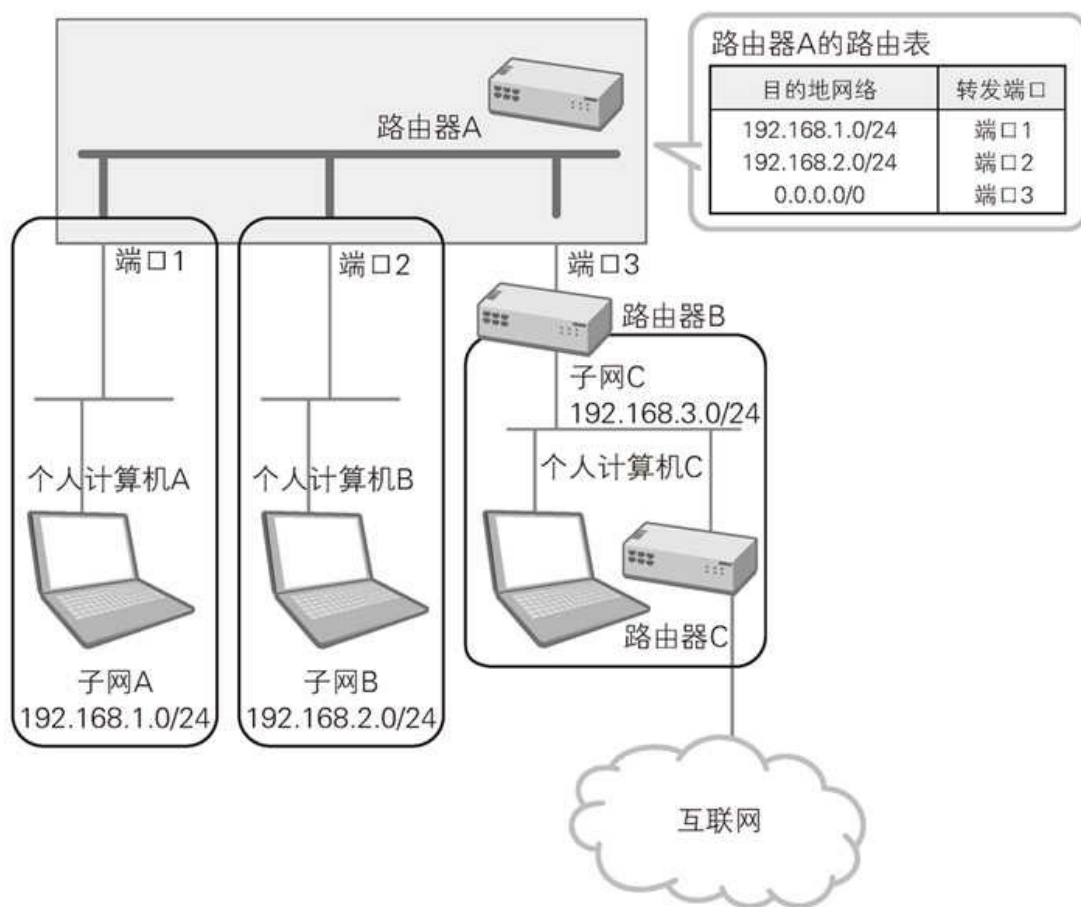 路由器A的路由表
目的地网络 转发端口
192.168.1.0/24 端口1
192.168.2.0/24 端口2
0.0.0.0/0 端口3
路由器A
端口1
端口2
端口3
路由器B
子网C
192.168.3.0/24
个人计算机A
个人计算机B
个人计算机C
路由器C
子网A
192.168.1.0/24
子网B
192.168.2.0/24
互联网